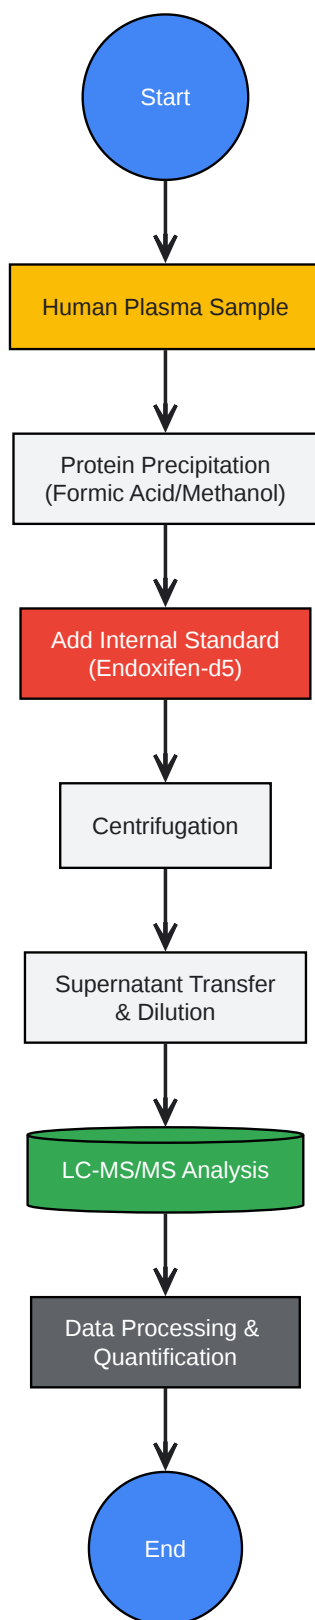 Start
Human Plasma Sample
Protein Precipitation
(Formic Acid/Methanol)
Add Internal Standard
(Endoxifen-d5)
Centrifugation
Supernatant Transfer
& Dilution
LC-MS/MS Analysis
Data Processing &
Quantification
End